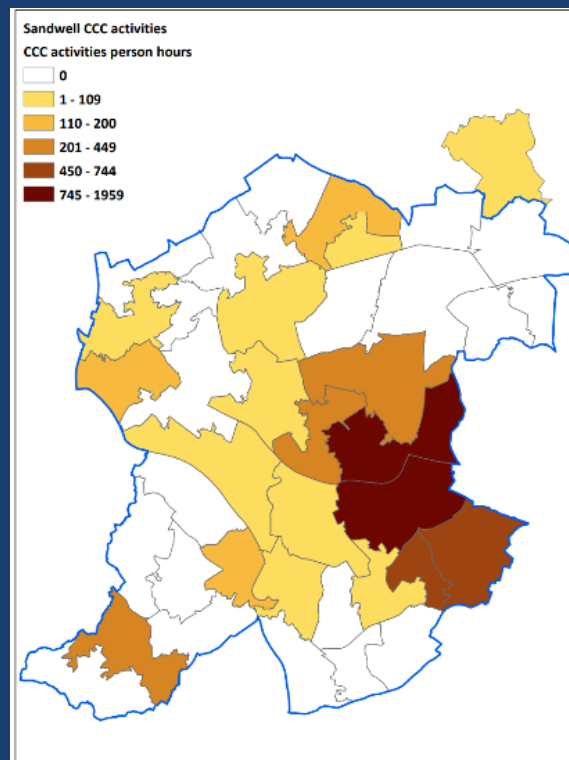 Sandwell CCC activities
CCC activities person hours
0
1 - 109
110 - 200
201 - 449
450 - 744
745 - 1959